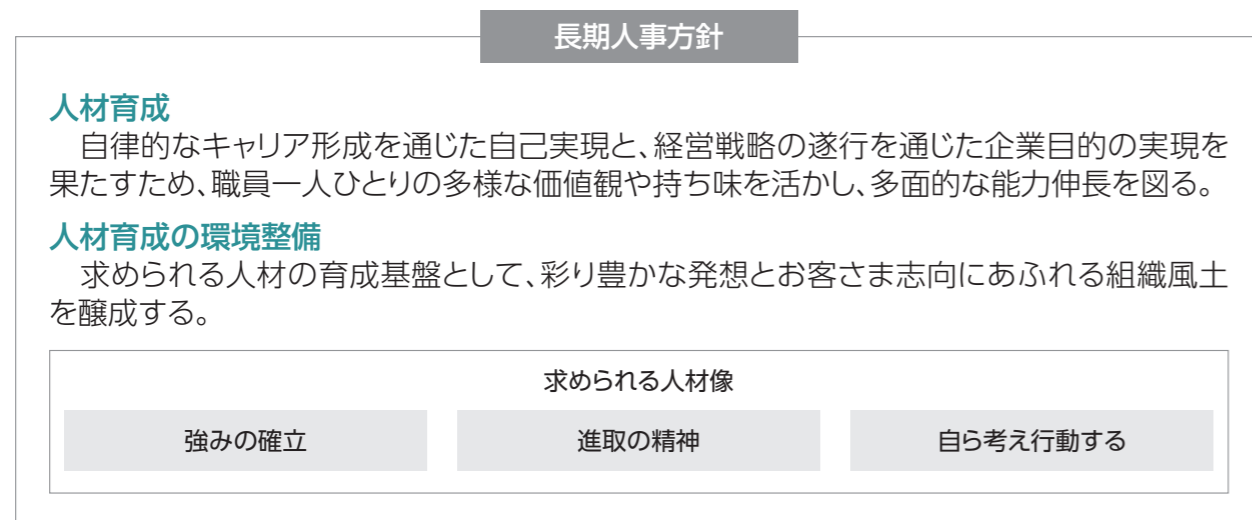 長期人事方針
人材育成
　自律的なキャリア形成を通じた自己実現と、経営戦略の遂行を通じた企業目的の実現を
果たすため、職員一人ひとりの多様な価値観や持ち味を活かし、多面的な能力伸長を図る。
人材育成の環境整備
　求められる人材の育成基盤として、彩り豊かな発想とお客さま志向にあふれる組織風土
を醸成する。
求められる人材像
強みの確立
進取の精神
自ら考え行動する